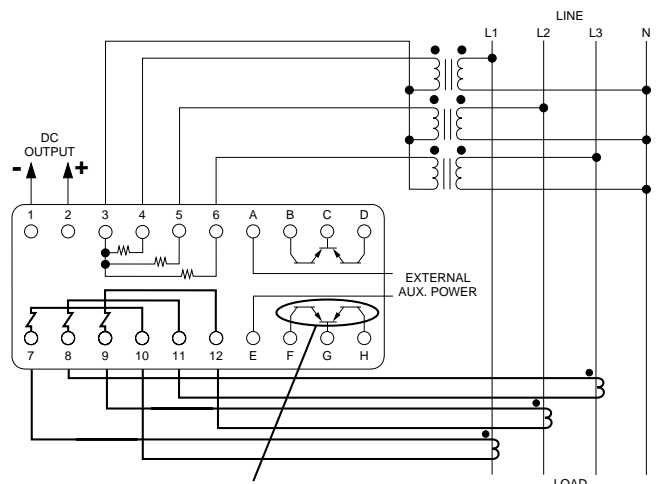 LINE
L1 L2 L3 N
DC
OUTPUT
- +
1 2 3 4 5 6 A B C D
EXTERNAL
AUX. POWER
7 8 9 10 11 12 E F G H
LOAD